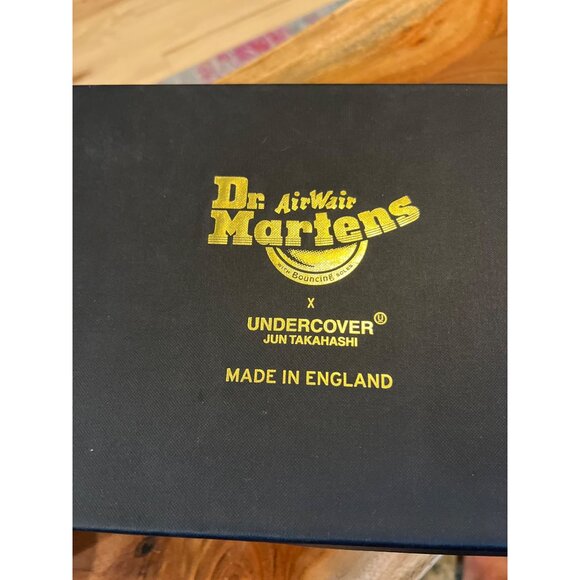 Dr. AirWair
Martens
WITH Bouncing SOLES
X
UNDERCOVER Ⓤ
JUN TAKAHASHI
MADE IN ENGLAND